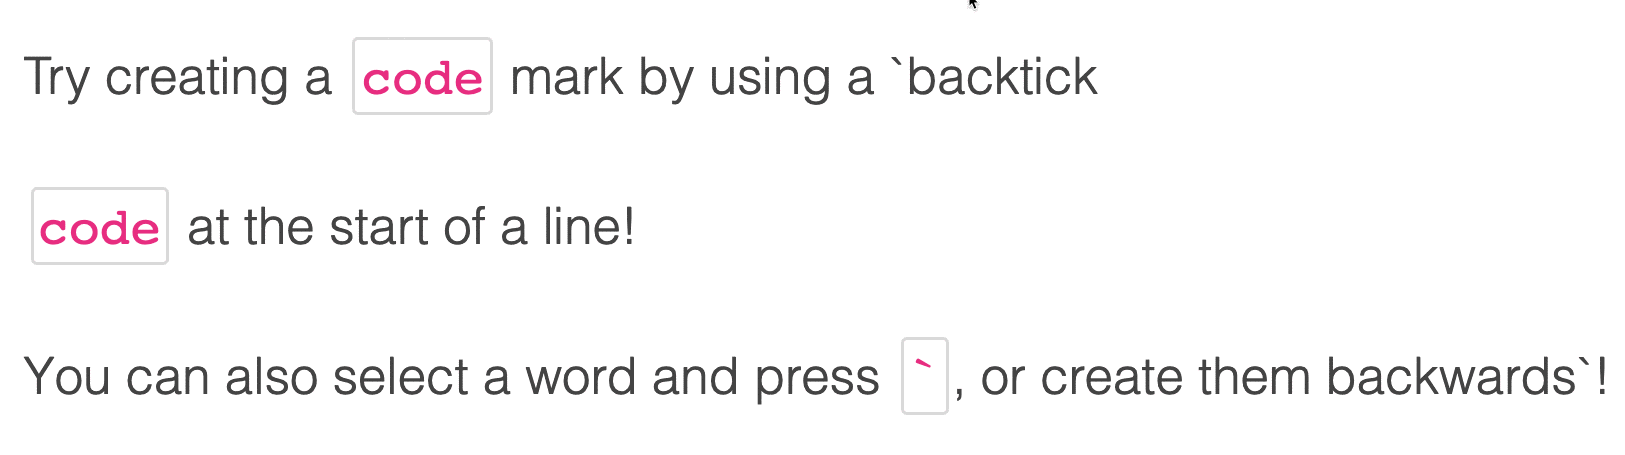 Try creating a code mark by using a `backtick
code at the start of a line!
You can also select a word and press `, or create them backwards`!